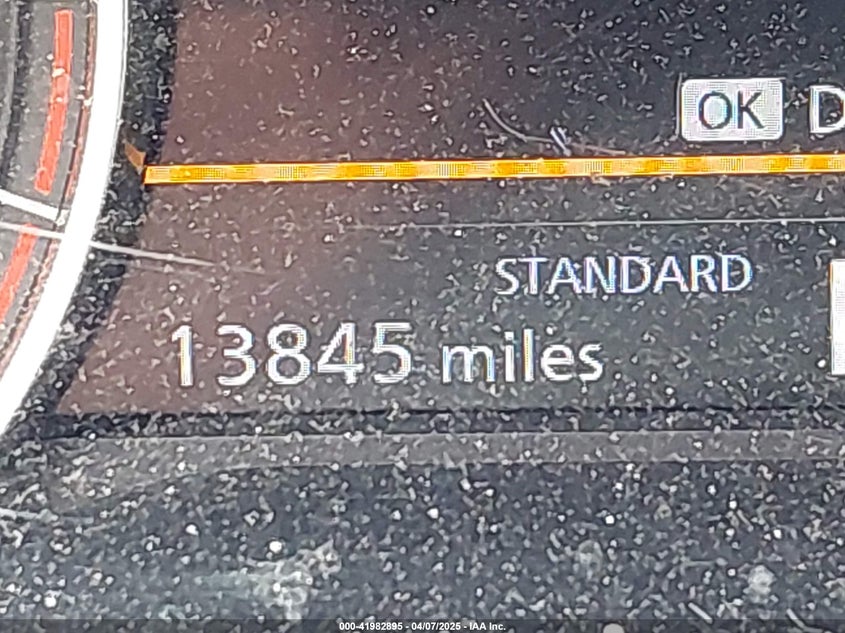 OK D
STANDARD
13845 miles
000-41982895 - 04/07/2025 - IAA Inc.